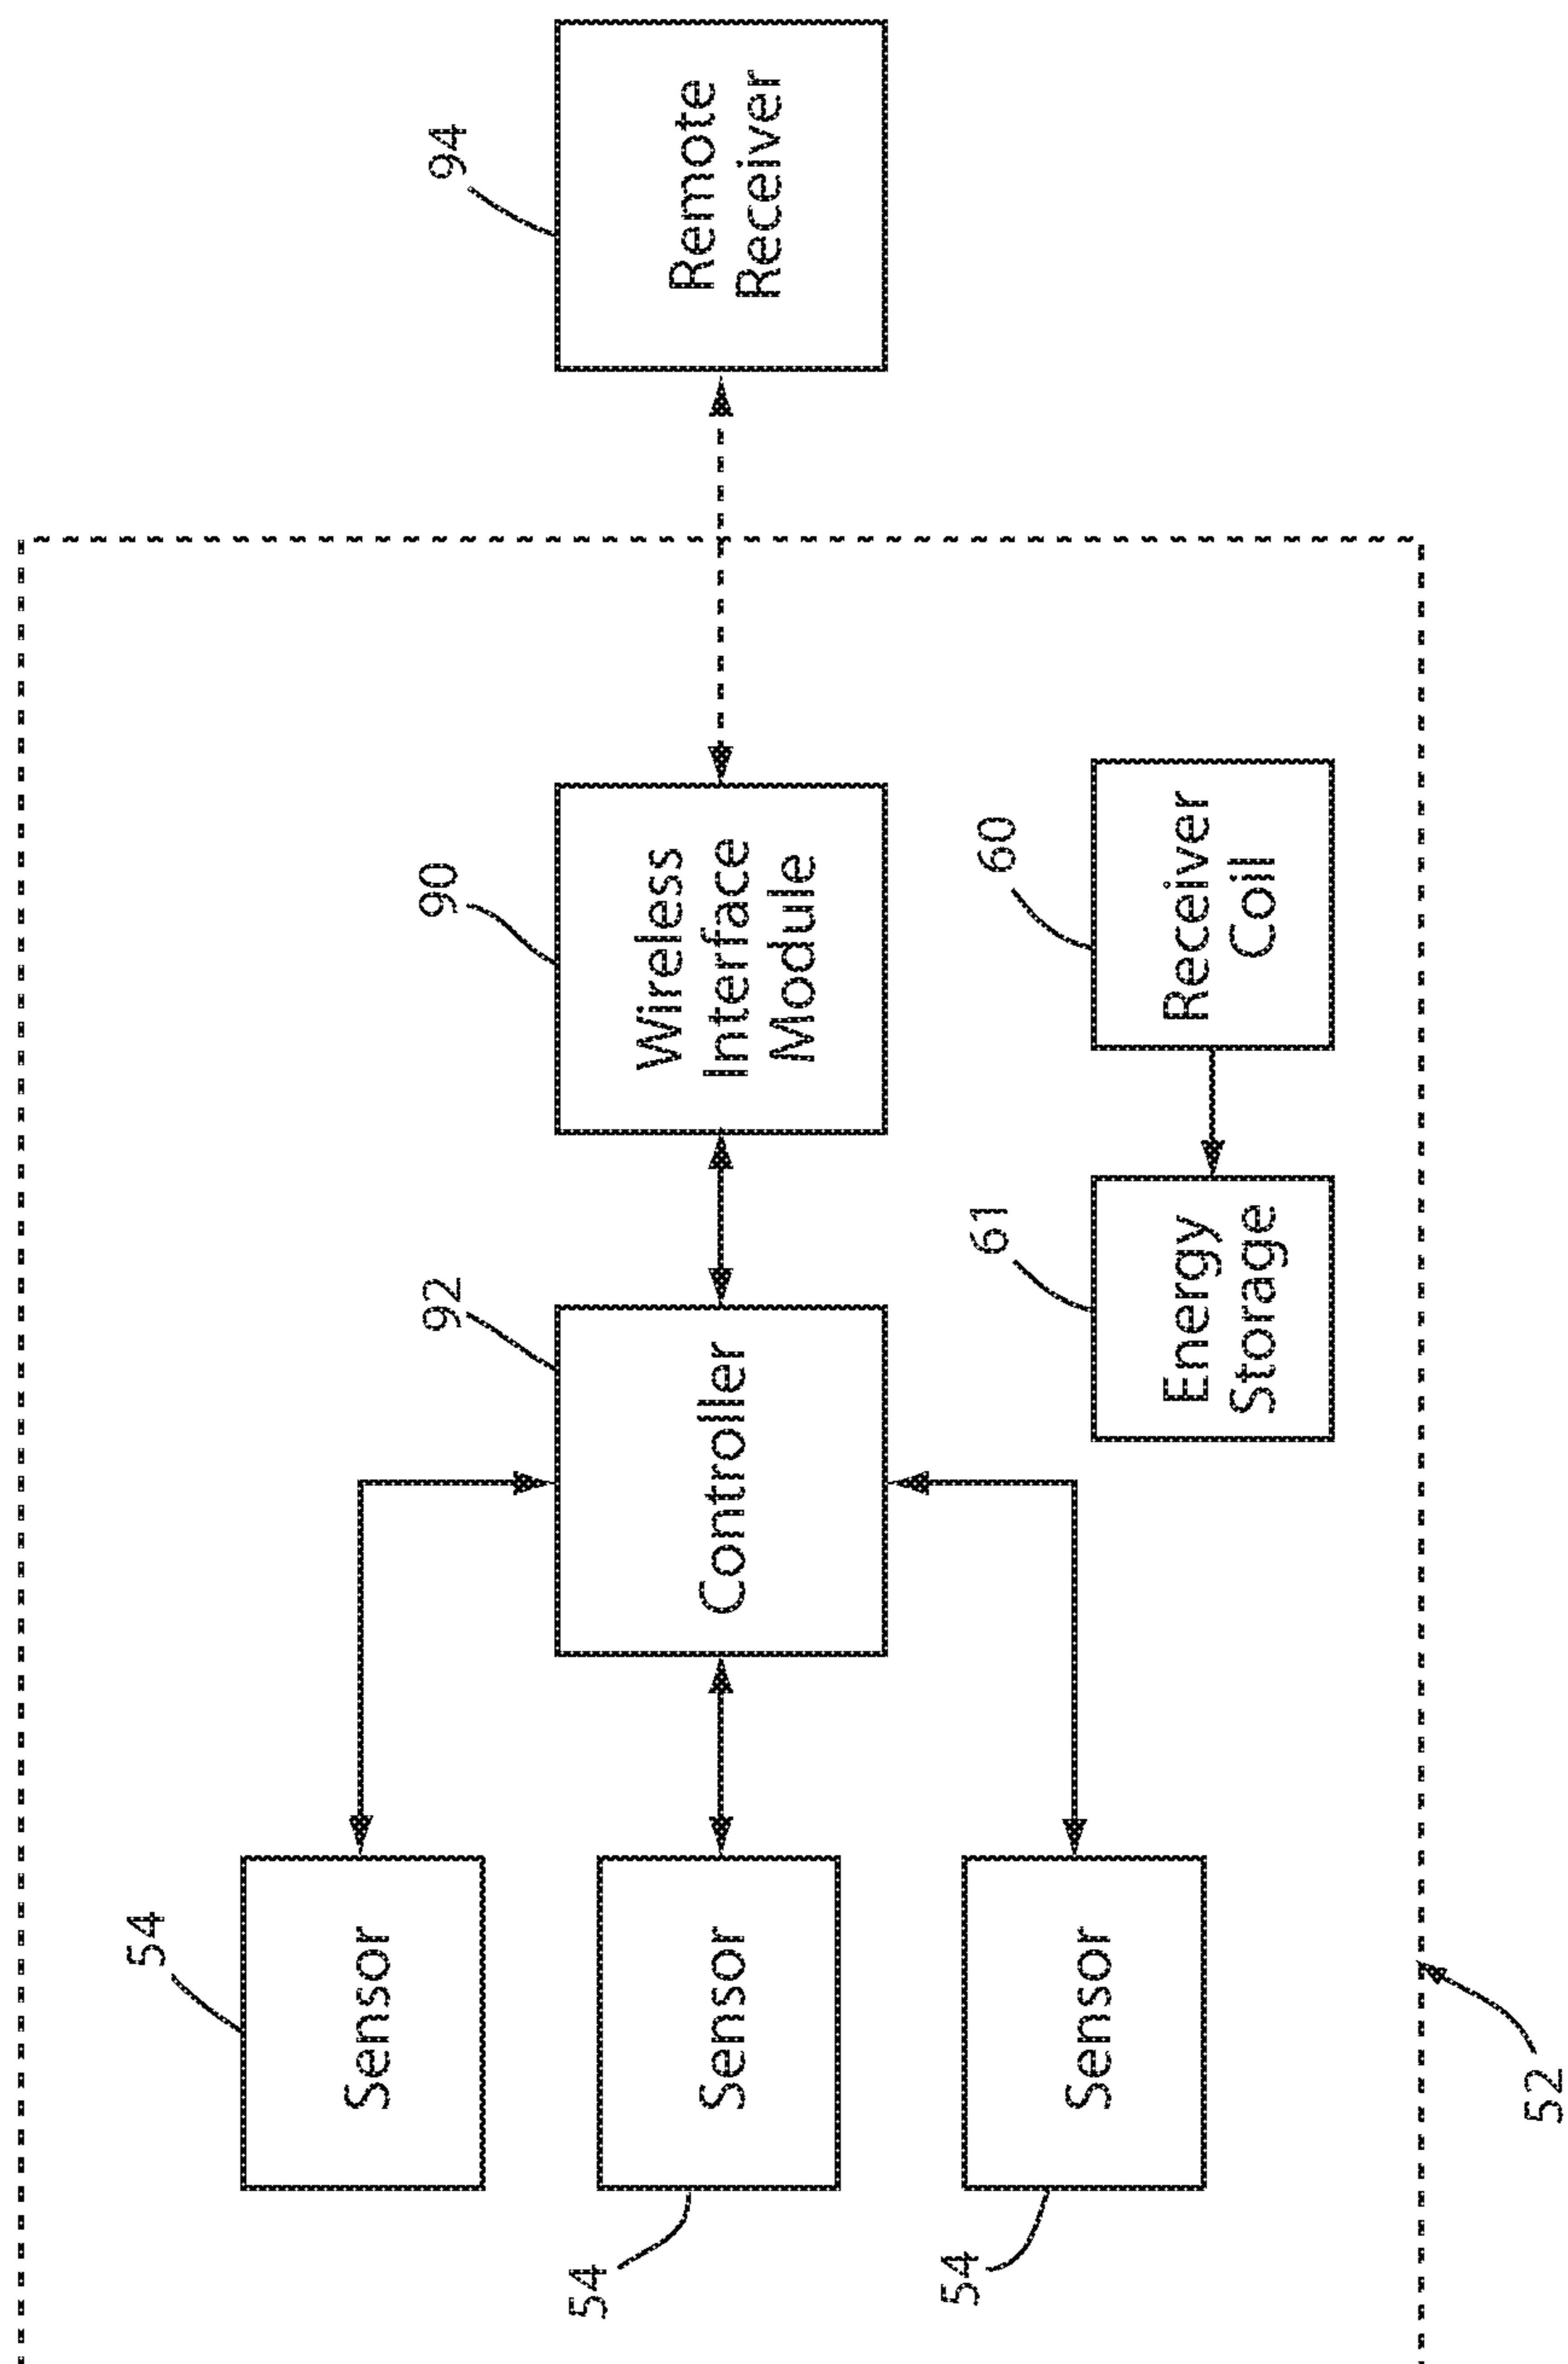 54
Sensor
54
Sensor
54
Sensor
92
Controller
90
Wireless
Interface
Module
94
Remote
Receiver
61
Energy
Storage
60
Receiver
Coil
52